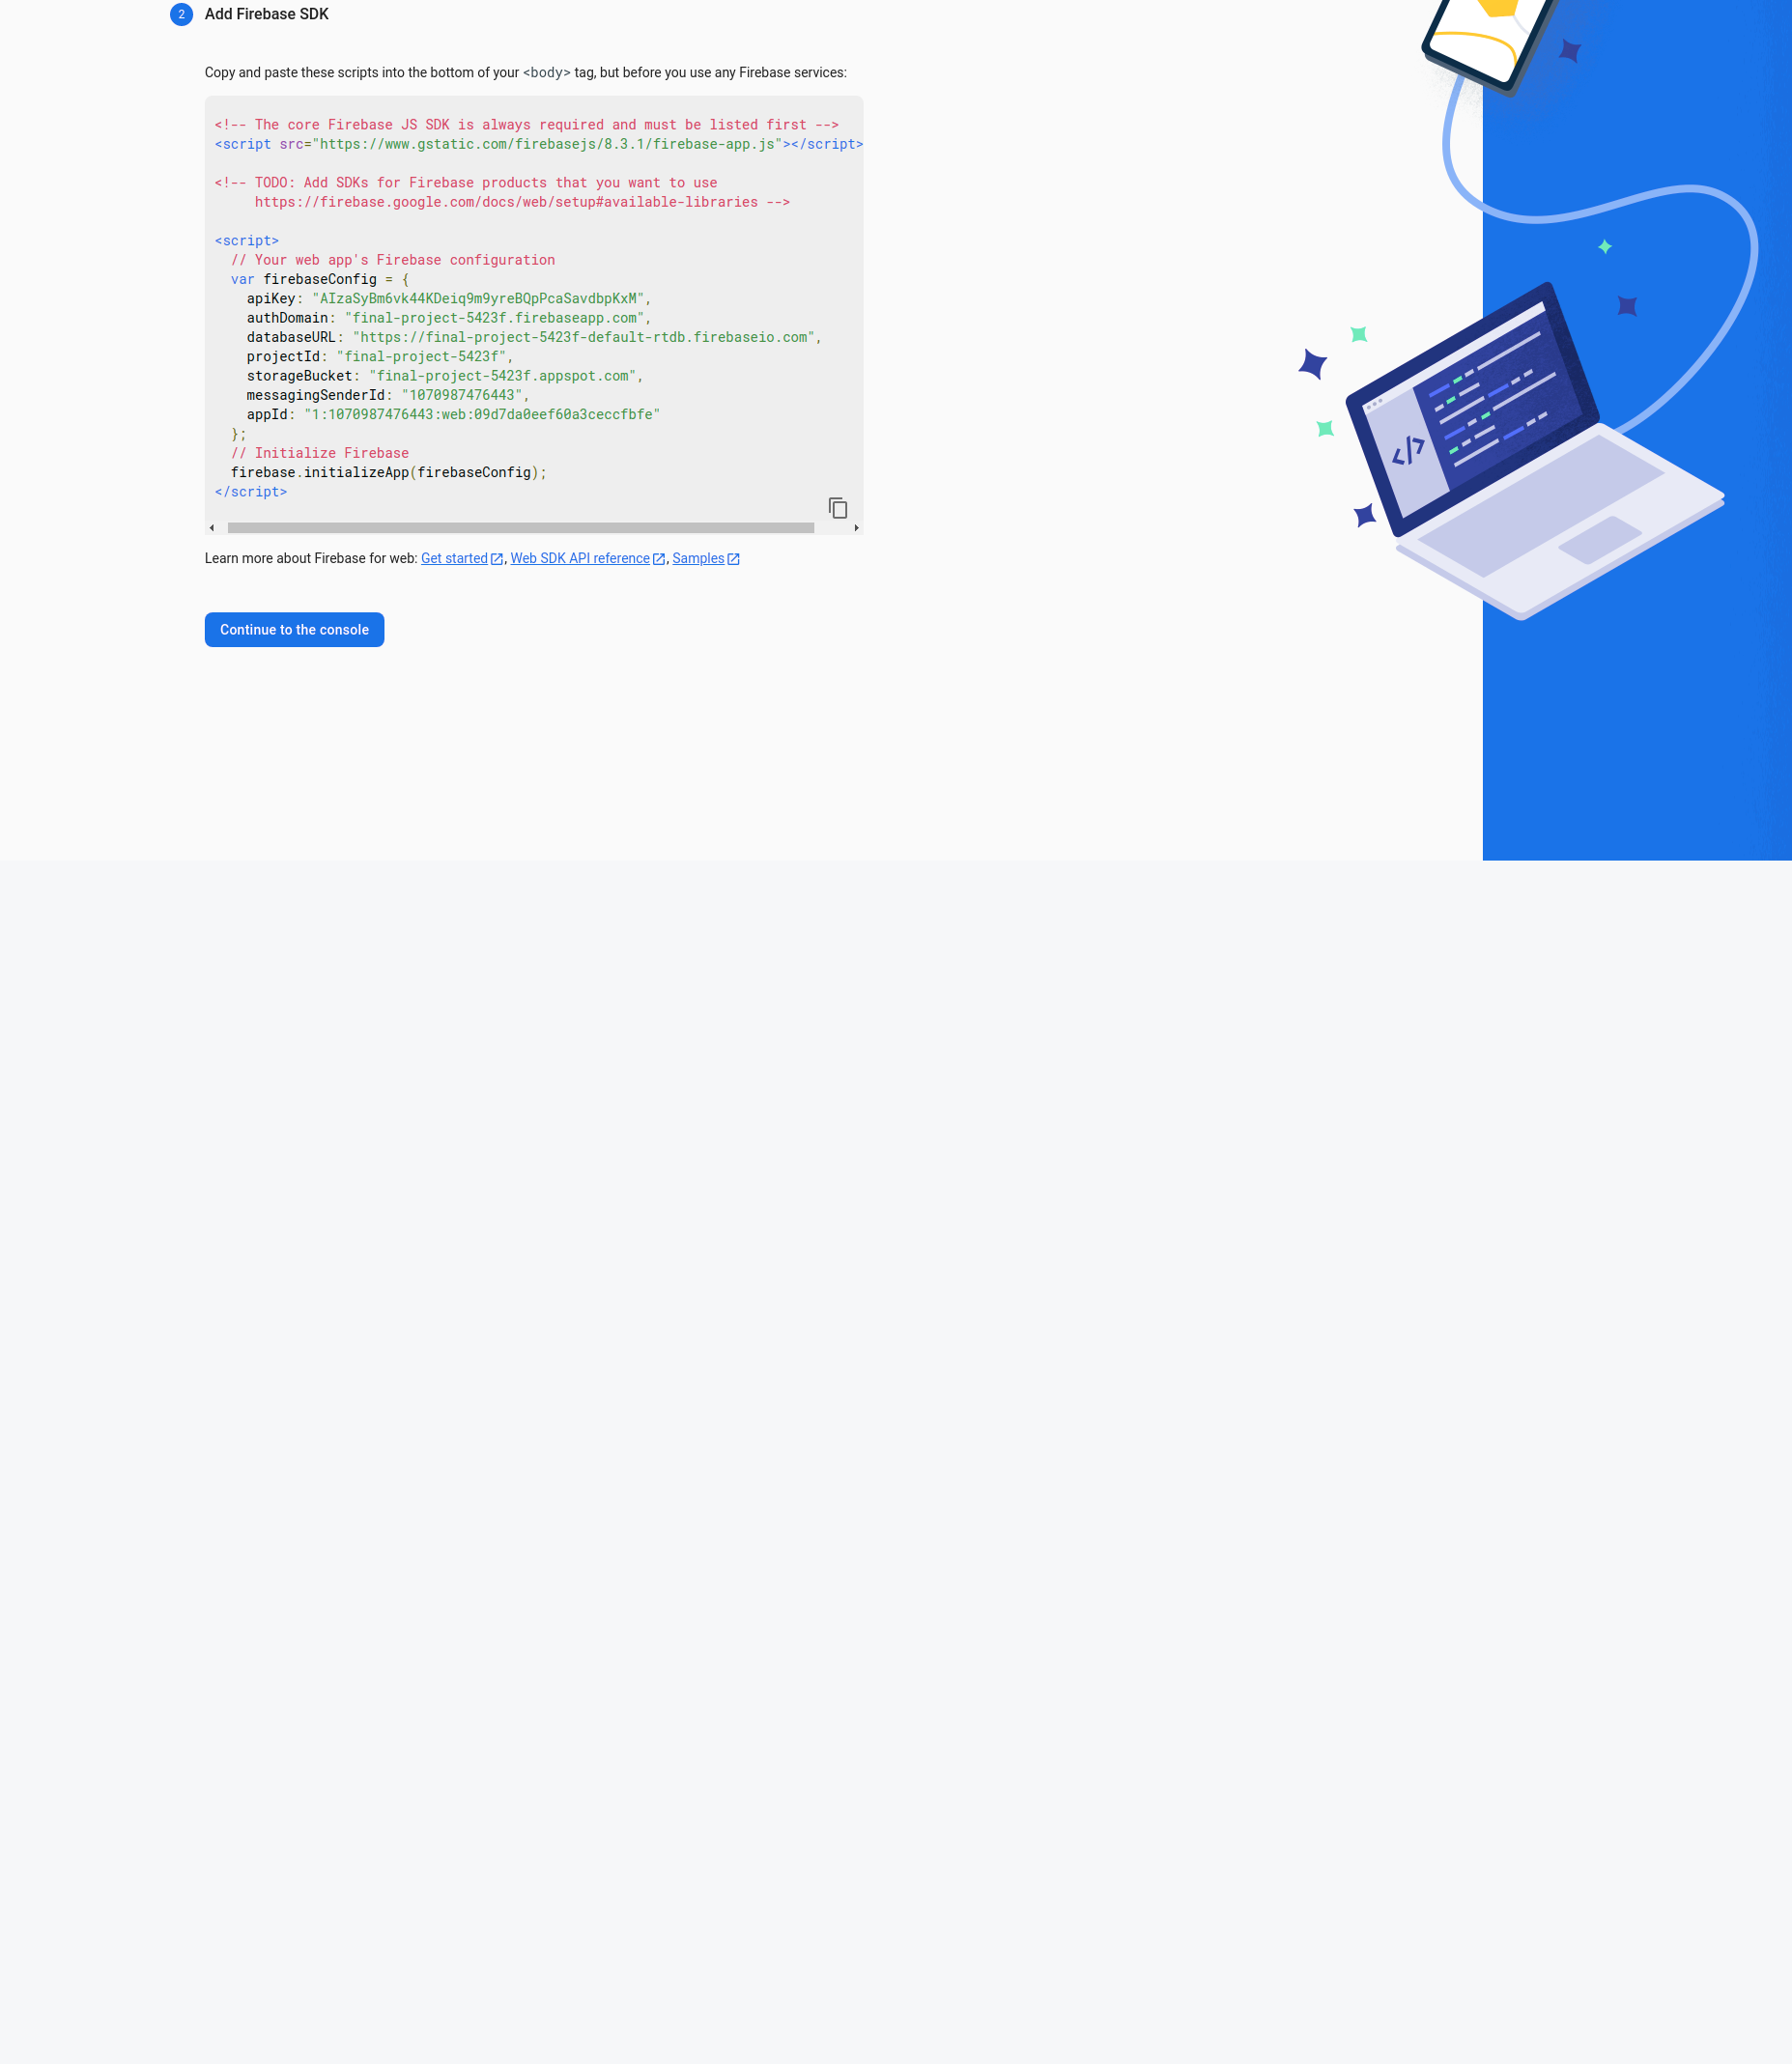 2 Add Firebase SDK
Copy and paste these scripts into the bottom of your <body> tag, but before you use any Firebase services:
<!-- The core Firebase JS SDK is always required and must be listed first -->
<script src="https://www.gstatic.com/firebasejs/8.3.1/firebase-app.js"></script>
<!-- TODO: Add SDKs for Firebase products that you want to use
https://firebase.google.com/docs/web/setup#available-libraries -->
<script>
// Your web app's Firebase configuration
var firebaseConfig = {
apiKey: "AIzaSyBm6vk44KDeiq9m9yreBQpPcaSavdbpKxM",
authDomain: "final-project-5423f.firebaseapp.com",
databaseURL: "https://final-project-5423f-default-rtdb.firebaseio.com",
projectId: "final-project-5423f",
storageBucket: "final-project-5423f.appspot.com",
messagingSenderId: "1070987476443",
appId: "1:1070987476443:web:09d7da0eef60a3ceccfbfe"
};
// Initialize Firebase
firebase.initializeApp(firebaseConfig);
</script>
Learn more about Firebase for web: Get started, Web SDK API reference, Samples
Continue to the console
</>